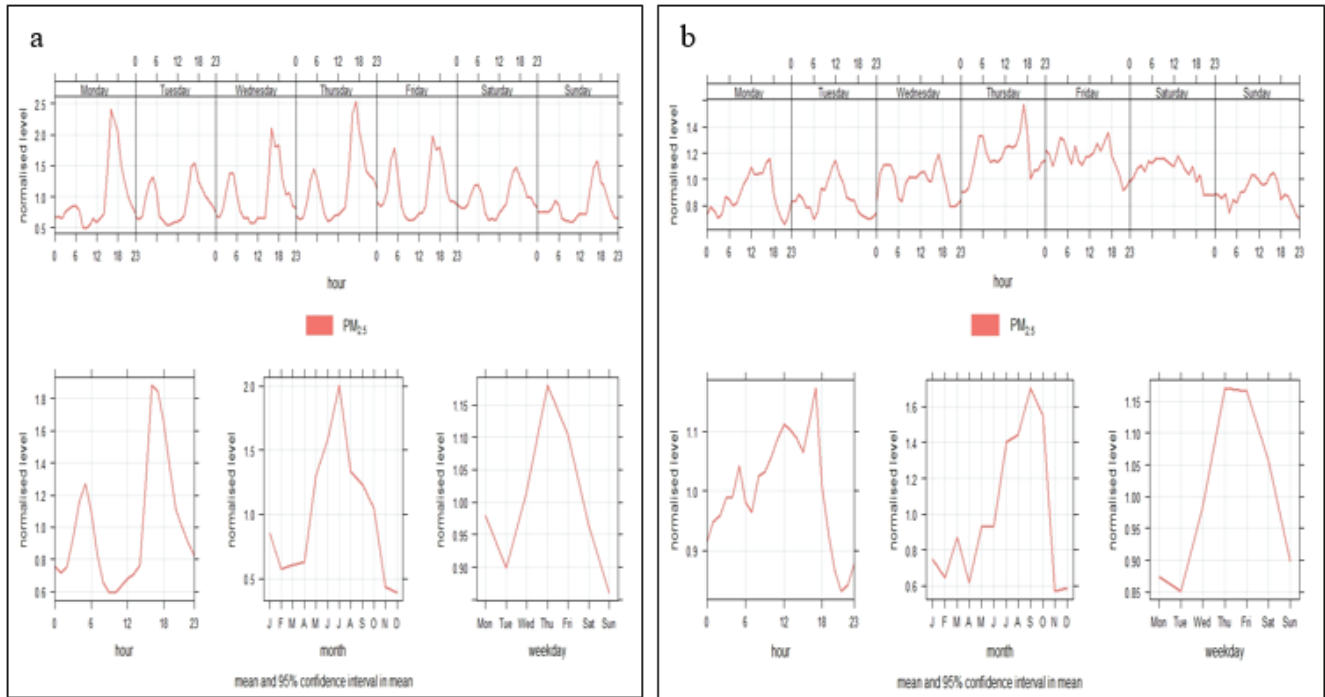 a
0 6 12 18 23 0 6 12 18 23 0 6 12 18 23
Monday Tuesday Wednesday Thursday Friday Saturday Sunday
2.5
2.0
1.5
1.0
0.5
normalised level
0 6 12 18 23 0 6 12 18 23 0 6 12 18 23 0 6 12 18 23
hour
PM2.5
1.8
1.6
1.4
1.2
1.0
0.8
0.6
normalised level
0 6 12 23
hour
2.0
1.5
1.0
0.5
normalised level
J F M A M J J A S O N D
month
1.15
1.10
1.05
1.00
0.95
0.90
normalised level
Mon Tue Wed Thu Fri Sat Sun
weekday
mean and 95% confidence interval in mean
b
0 6 12 18 23 0 6 12 18 23 0 6 12 18 23
Monday Tuesday Wednesday Thursday Friday Saturday Sunday
1.4
1.2
1.0
0.8
normalised level
0 6 12 18 23 0 6 12 18 23 0 6 12 18 23 0 6 12 18 23
hour
PM2.5
1.1
1.0
0.9
normalised level
0 6 12 23
hour
1.6
1.4
1.2
1.0
0.8
0.6
normalised level
J F M A M J J A S O N D
month
1.15
1.10
1.05
1.00
0.95
0.90
0.85
normalised level
Mon Tue Wed Thu Fri Sat Sun
weekday
mean and 95% confidence interval in mean